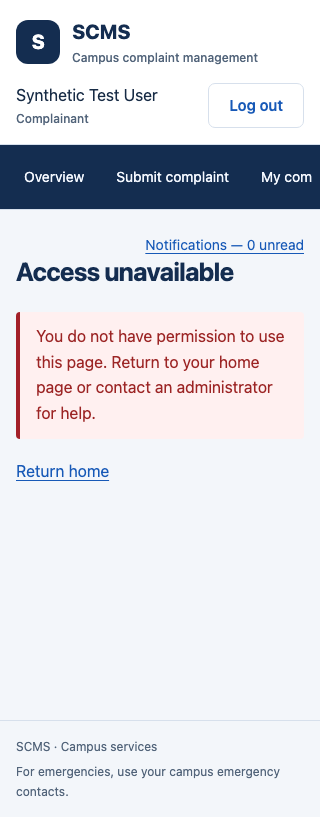 S
SCMS
Campus complaint management
Synthetic Test User
Complainant
Log out
Overview
Submit complaint
My com
Notifications — 0 unread
Access unavailable
You do not have permission to use
this page. Return to your home
page or contact an administrator
for help.
Return home
SCMS · Campus services
For emergencies, use your campus emergency
contacts.